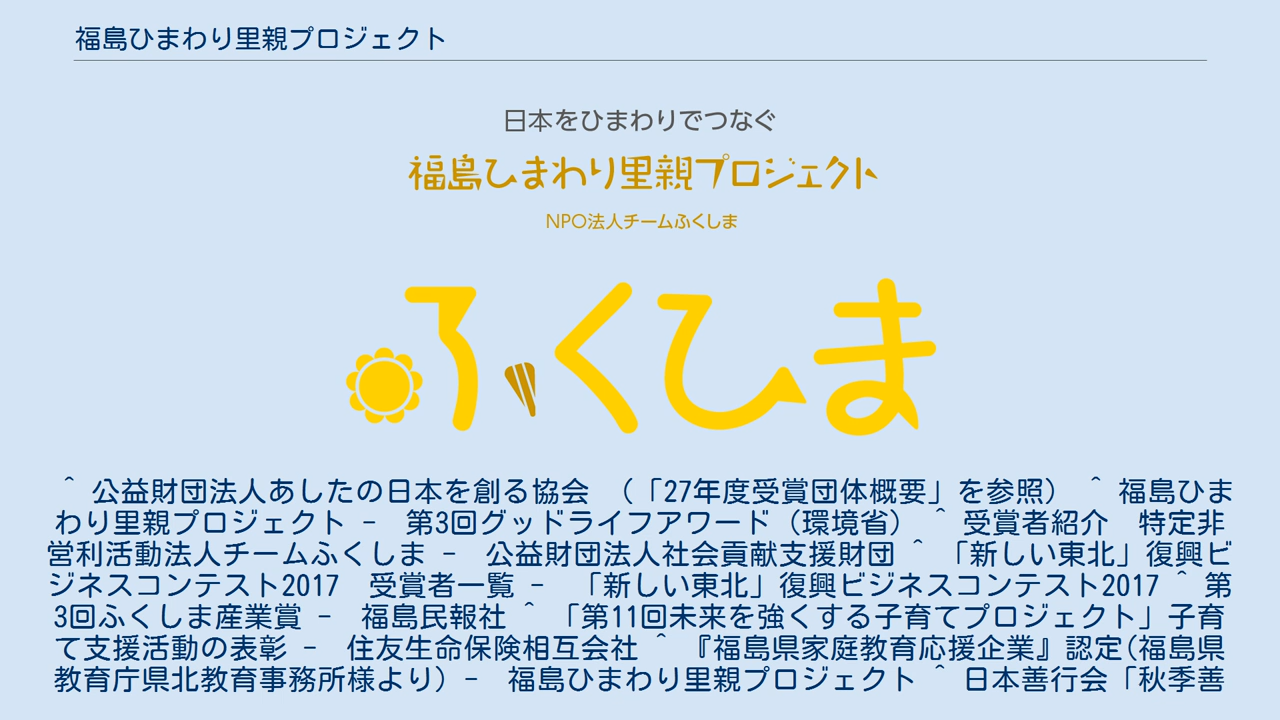 福島ひまわり里親プロジェクト
日本をひまわりでつなぐ
福島ひまわり里親プロジェクト
NPO法人チームふくしま
ふくひま
^ 公益財団法人あしたの日本を創る協会 （「27年度受賞団体概要」を参照） ^ 福島ひま
わり里親プロジェクト - 第3回グッドライフアワード（環境省） ^ 受賞者紹介 特定非
営利活動法人チームふくしま - 公益財団法人社会貢献支援財団 ^ 「新しい東北」復興ビ
ジネスコンテスト2017 受賞者一覧 - 「新しい東北」復興ビジネスコンテスト2017 ^ 第
3回ふくしま産業賞 - 福島民報社 ^ 「第11回未来を強くする子育てプロジェクト」子育
て支援活動の表彰 - 住友生命保険相互会社 ^ 『福島県家庭教育応援企業』認定(福島県
教育庁県北教育事務所様より) - 福島ひまわり里親プロジェクト ^ 日本善行会「秋季善